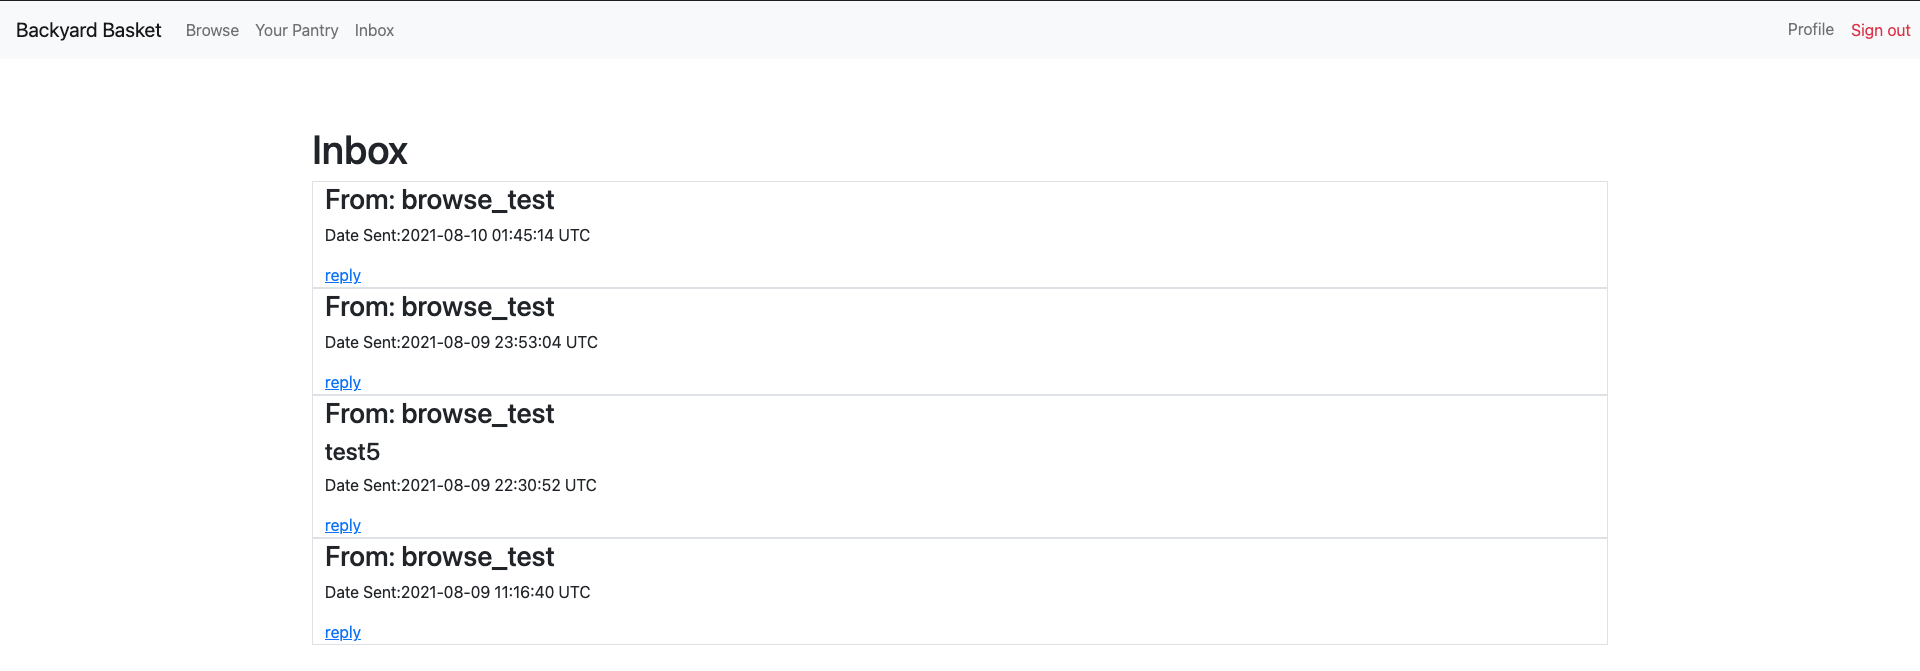 Backyard Basket Browse Your Pantry Inbox Profile Sign out
Inbox
From: browse_test
Date Sent:2021-08-10 01:45:14 UTC
reply
From: browse_test
Date Sent:2021-08-09 23:53:04 UTC
reply
From: browse_test
test5
Date Sent:2021-08-09 22:30:52 UTC
reply
From: browse_test
Date Sent:2021-08-09 11:16:40 UTC
reply